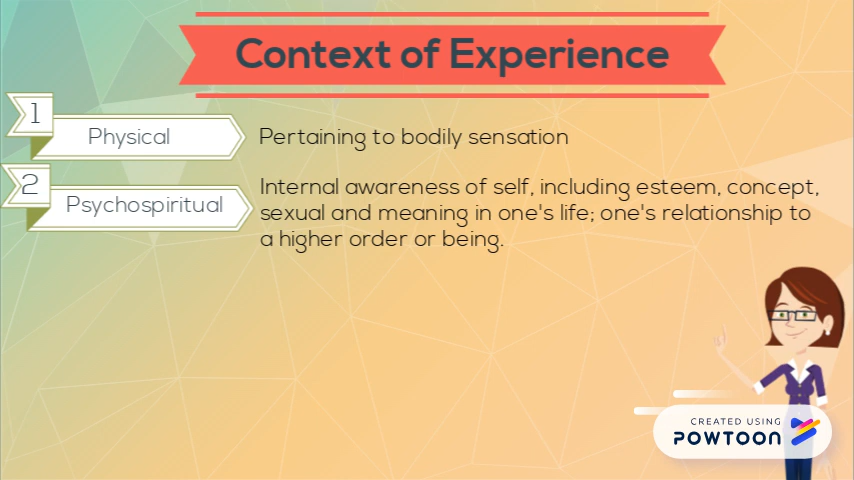 Context of Experience
1
Physical
Pertaining to bodily sensation
2
Psychospiritual
Internal awareness of self, including esteem, concept,
sexual and meaning in one's life; one's relationship to
a higher order or being.
CREATED USING
POWTOON